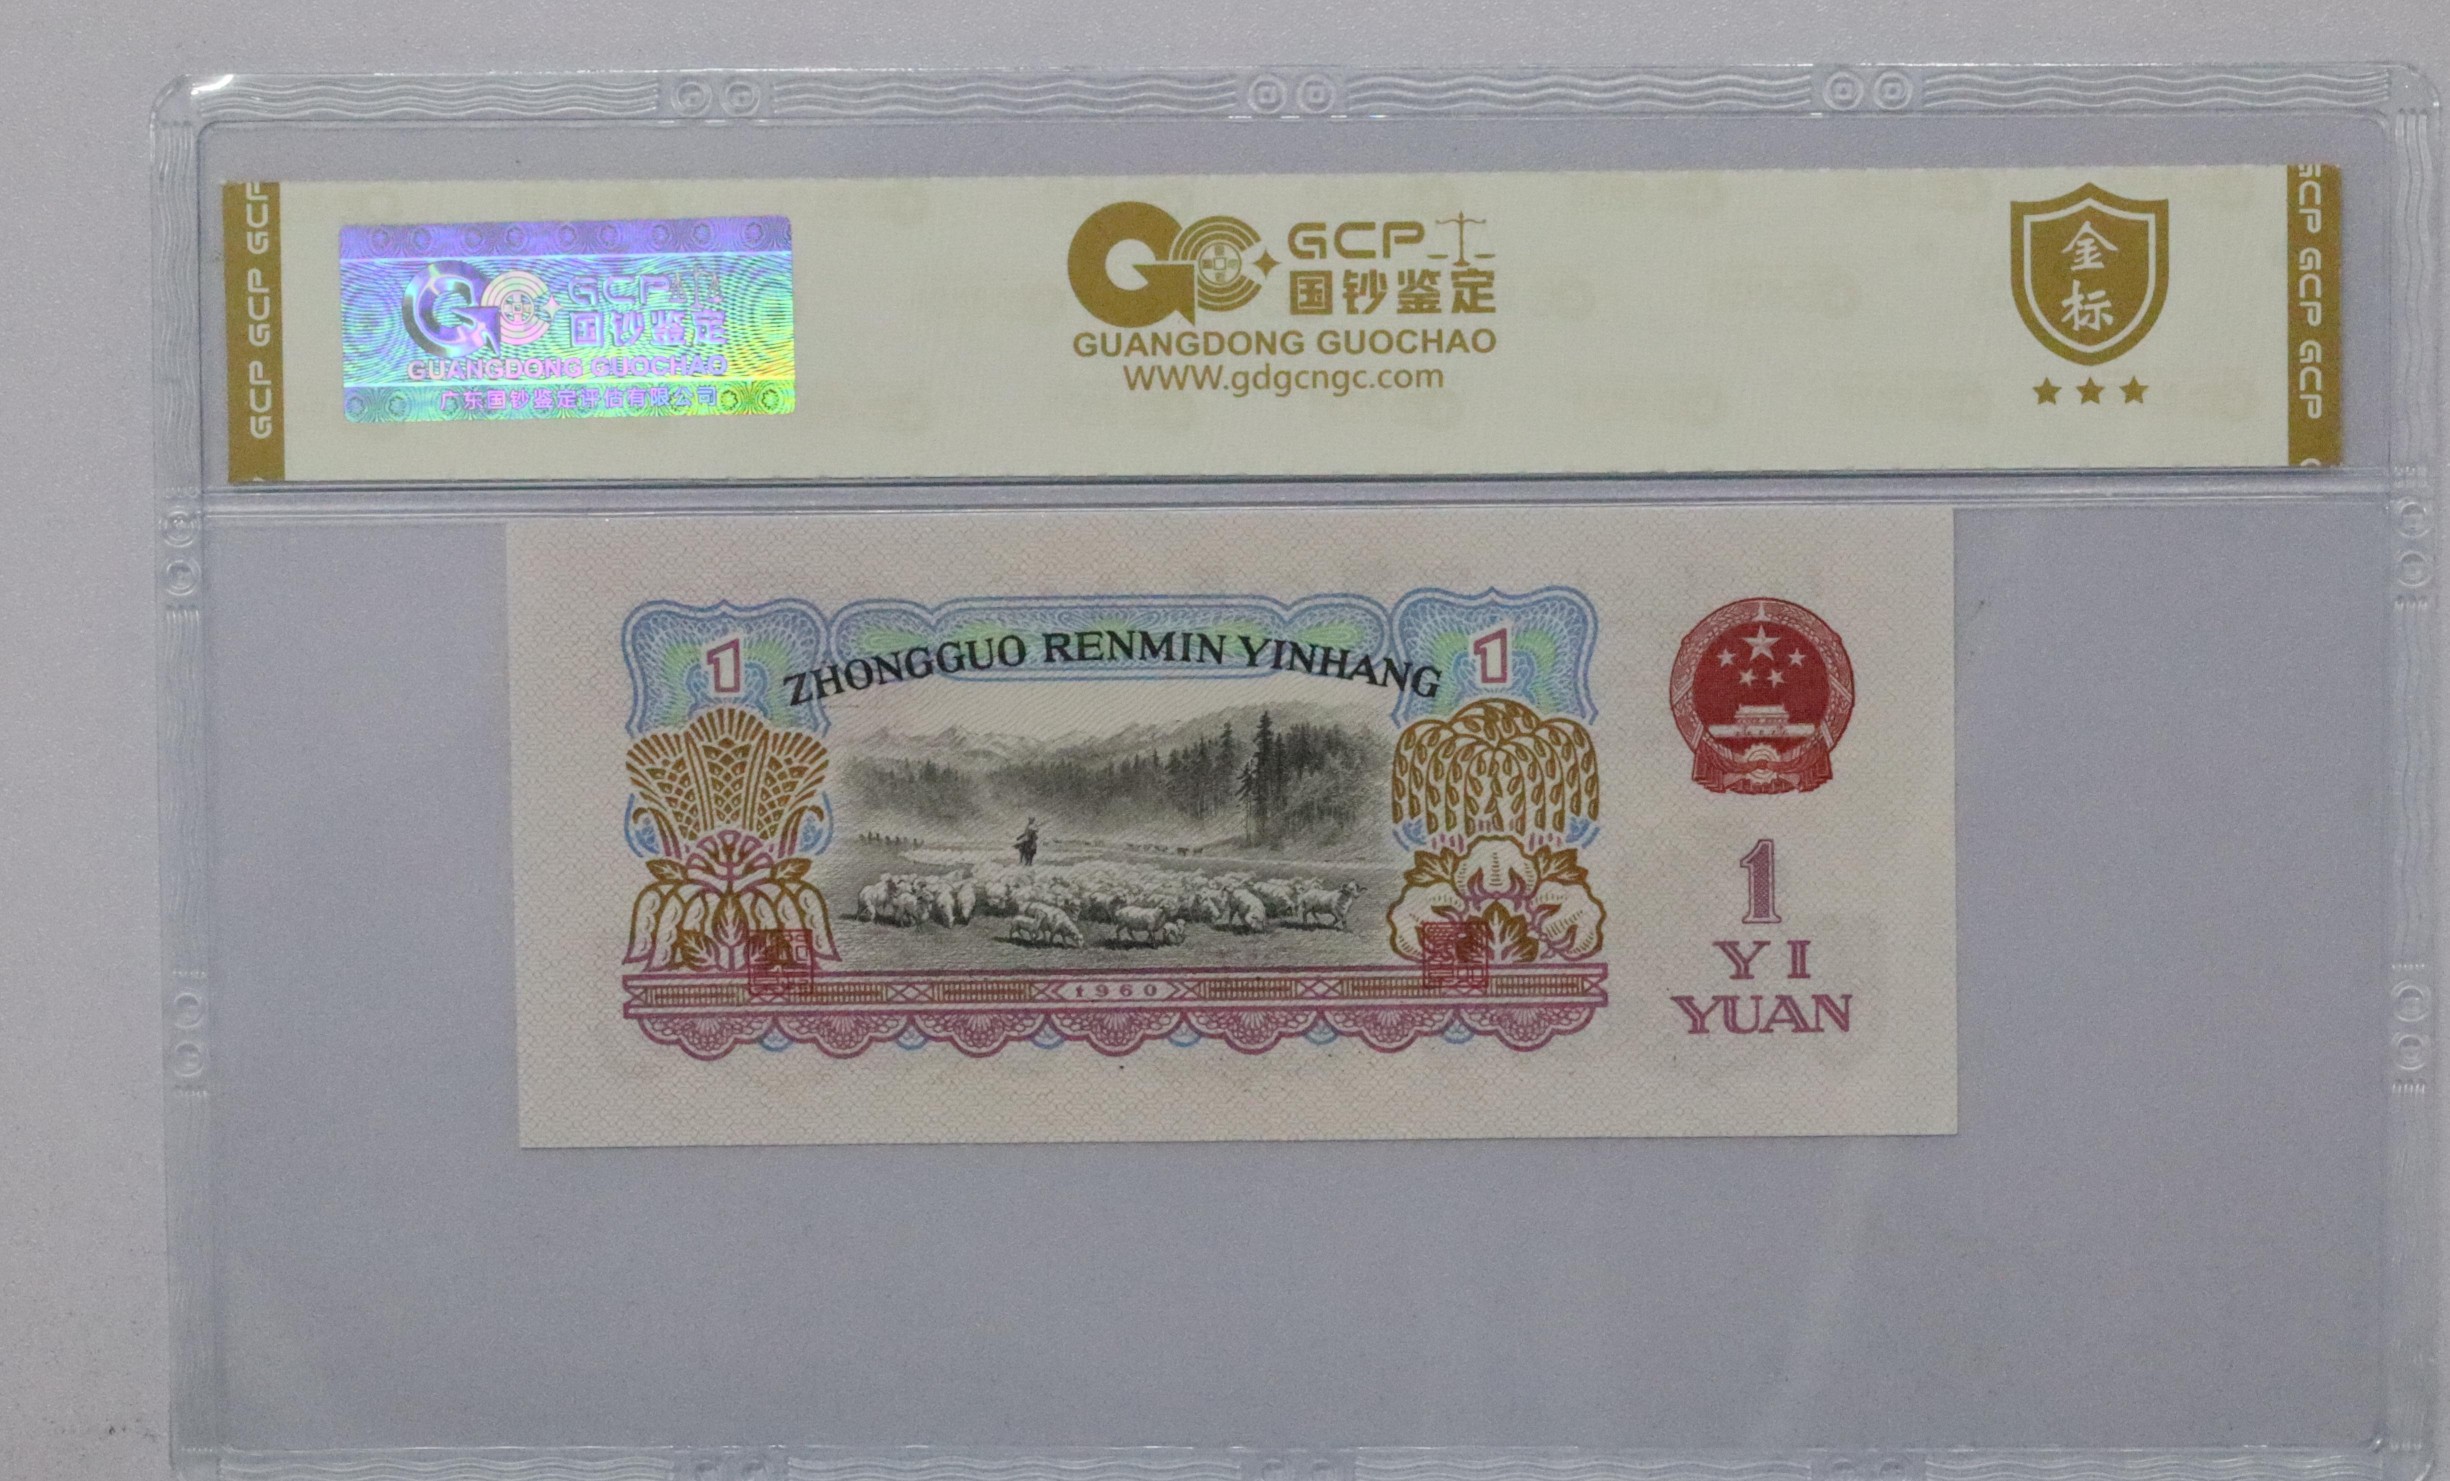 GCP GCP GCP
GCP
国钞鉴定
GUANGDONG GUOCHAO
广东国钞鉴定评估有限公司
GCP
国钞鉴定
GUANGDONG GUOCHAO
WWW.gdgcngc.com
金
标
GCP GCP GCP
1
ZHONGGUO RENMIN YINHANG
1
1960
1
YI
YUAN